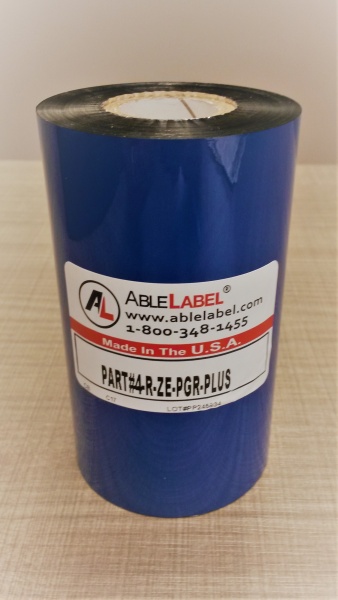 AL ABLELABEL®
www.ablelabel.com
1-800-348-1455
Made In The U.S.A.
PART#4-R-ZE-PGR-PLUS